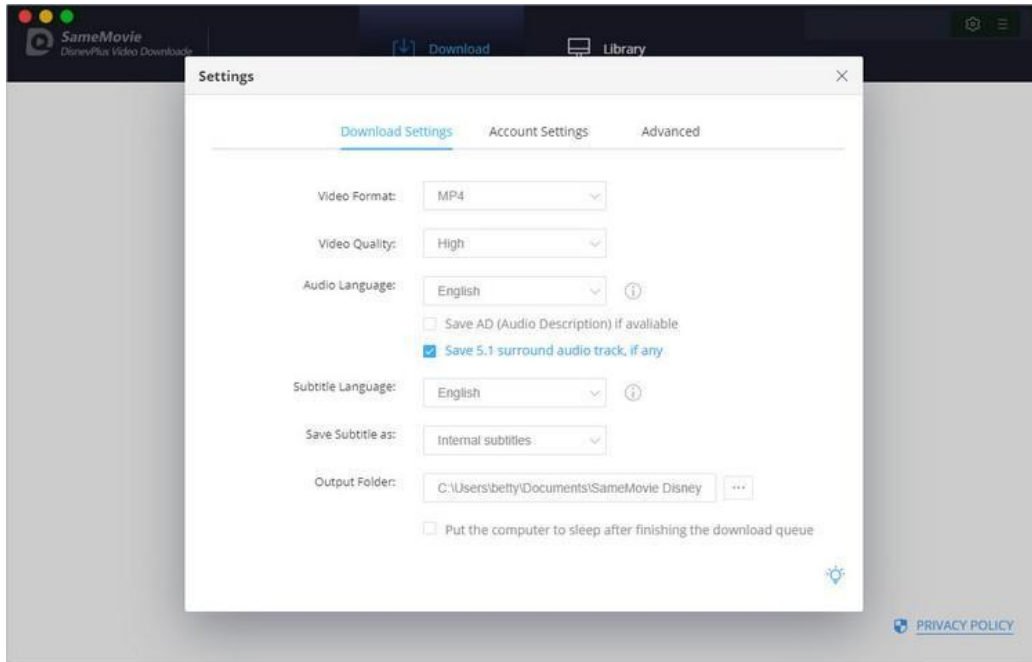 SameMovie
DisneyPlus Video Downloade
Download
Library
Settings
Download Settings
Account Settings
Advanced
Video Format:
MP4
Video Quality:
High
Audio Language:
English
Save AD (Audio Description) if avaliable
Save 5.1 surround audio track, if any
Subtitle Language:
English
Save Subtitle as:
Internal subtitles
Output Folder:
C:\Users\betty\Documents\SameMovie Disney
...
Put the computer to sleep after finishing the download queue
PRIVACY POLICY